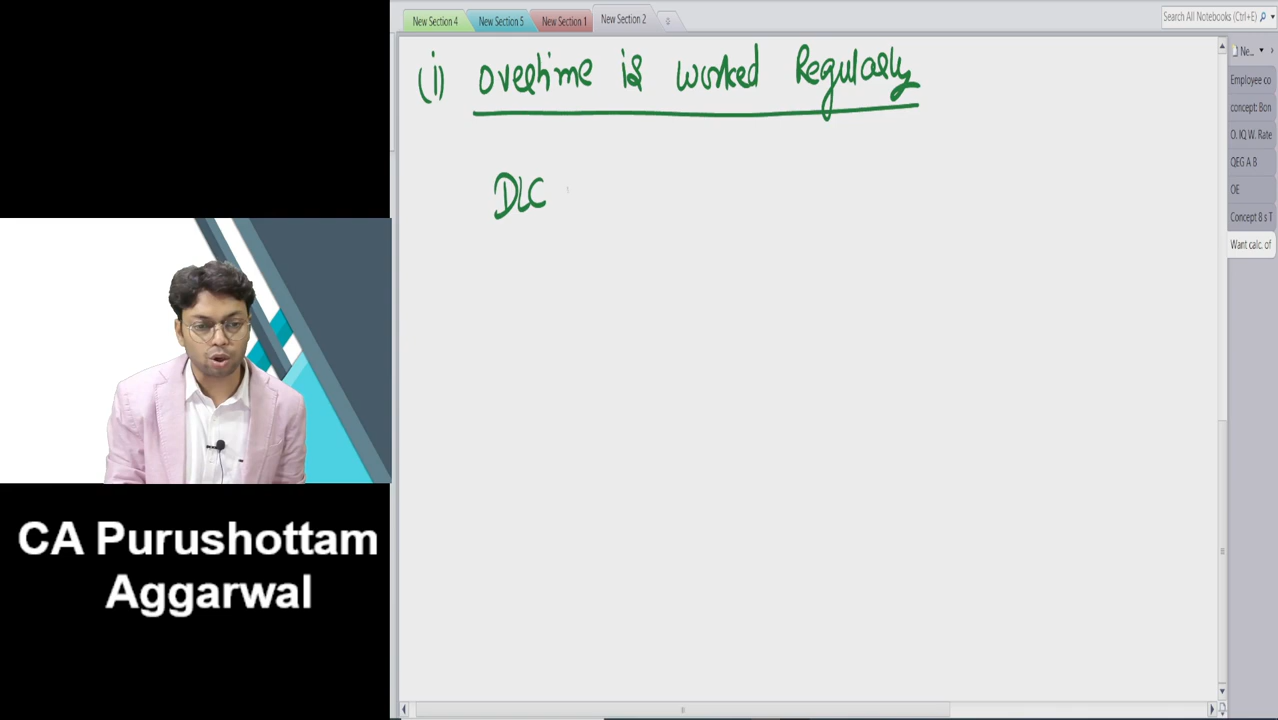 New Section 4
New Section 5
New Section 1
New Section 2
Search All Notebooks (Ctrl+E)
(i) overtime is worked Regularly
DLC
Ne...
Employee co
concept: Bon
O. IQ W. Rate
QEG A B
OE
Concept 8 s T
Want calc. of
CA Purushottam
Aggarwal